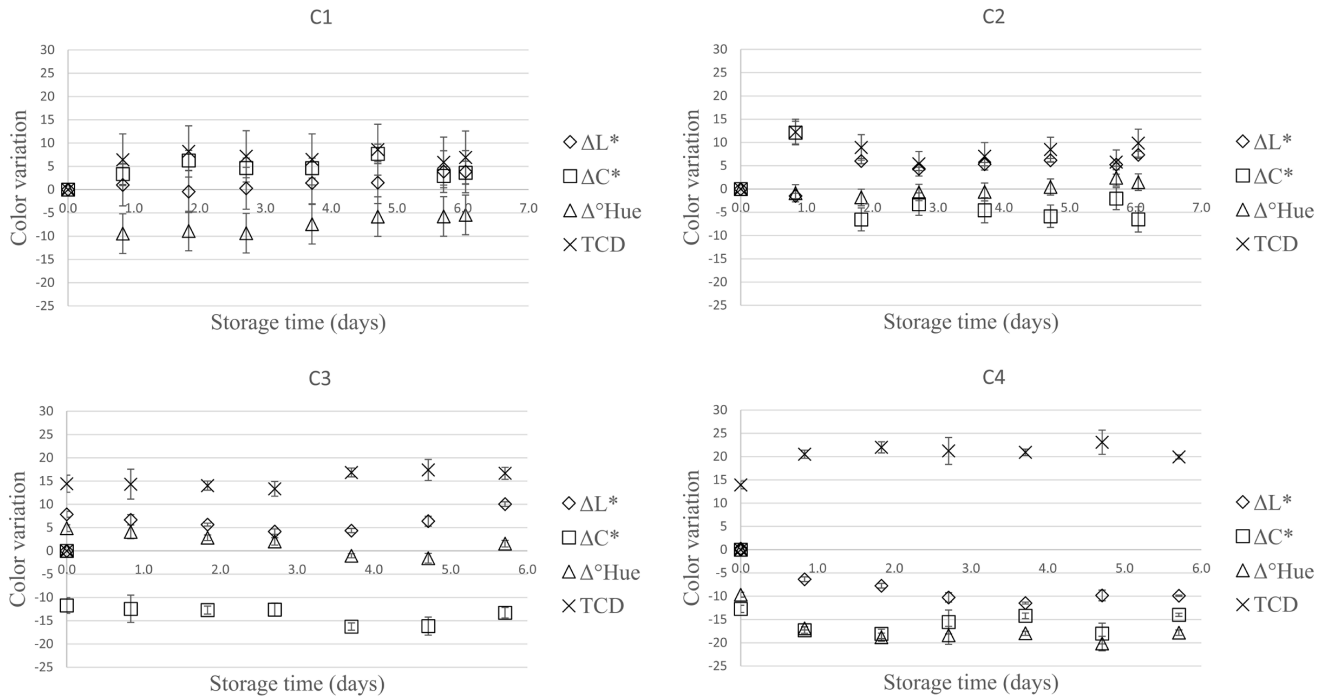 C1
30
25
20
15
10
5
0
-5
-10
-15
-20
-25
0.0 1.0 2.0 3.0 4.0 5.0 6.0 7.0
Color variation
Storage time (days)
ΔL*
ΔC*
Δ°Hue
TCD
C2
30
25
20
15
10
5
0
-5
-10
-15
-20
-25
0.0 1.0 2.0 3.0 4.0 5.0 6.0 7.0
Color variation
Storage time (days)
ΔL*
ΔC*
Δ°Hue
TCD
C3
30
25
20
15
10
5
0
-5
-10
-15
-20
-25
0.0 1.0 2.0 3.0 4.0 5.0 6.0
Color variation
Storage time (days)
ΔL*
ΔC*
Δ°Hue
TCD
C4
30
25
20
15
10
5
0
-5
-10
-15
-20
-25
0.0 1.0 2.0 3.0 4.0 5.0 6.0
Color variation
Storage time (days)
ΔL*
ΔC*
Δ°Hue
TCD